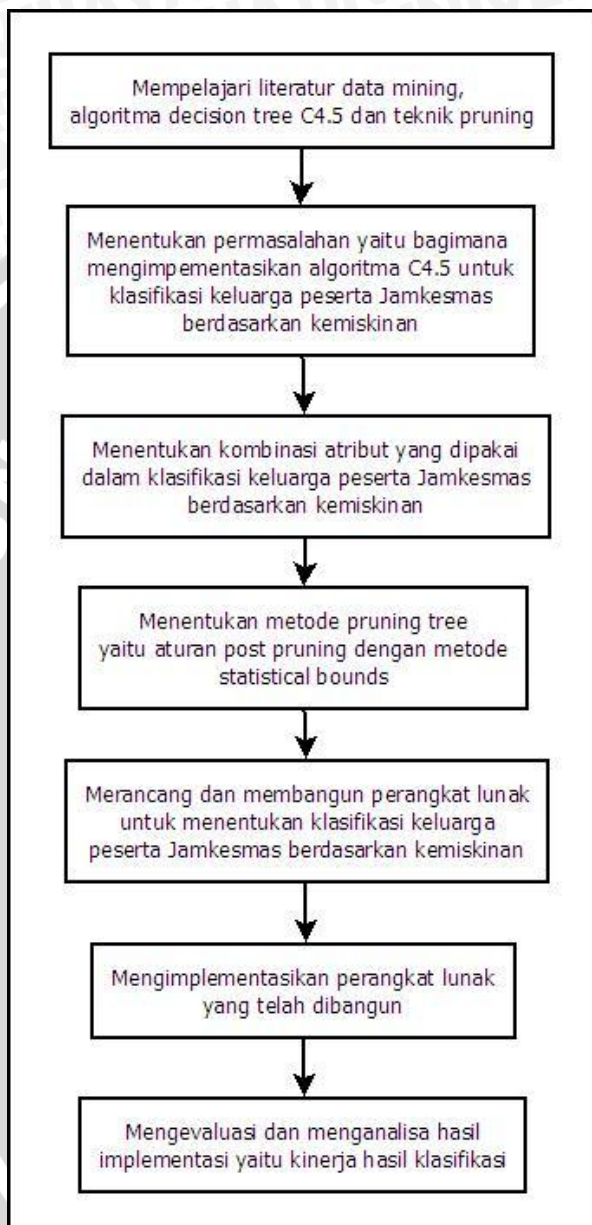 Mempelajari literatur data mining,
algoritma decision tree C4.5 dan teknik pruning
Menentukan permasalahan yaitu bagimana
mengimpementasikan algoritma C4.5 untuk
klasifikasi keluarga peserta Jamkesmas
berdasarkan kemiskinan
Menentukan kombinasi atribut yang dipakai
dalam klasifikasi keluarga peserta Jamkesmas
berdasarkan kemiskinan
Menentukan metode pruning tree
yaitu aturan post pruning dengan metode
statistical bounds
Merancang dan membangun perangkat lunak
untuk menentukan klasifikasi keluarga
peserta Jamkesmas berdasarkan kemiskinan
Mengimplementasikan perangkat lunak
yang telah dibangun
Mengevaluasi dan menganalisa hasil
implementasi yaitu kinerja hasil klasifikasi